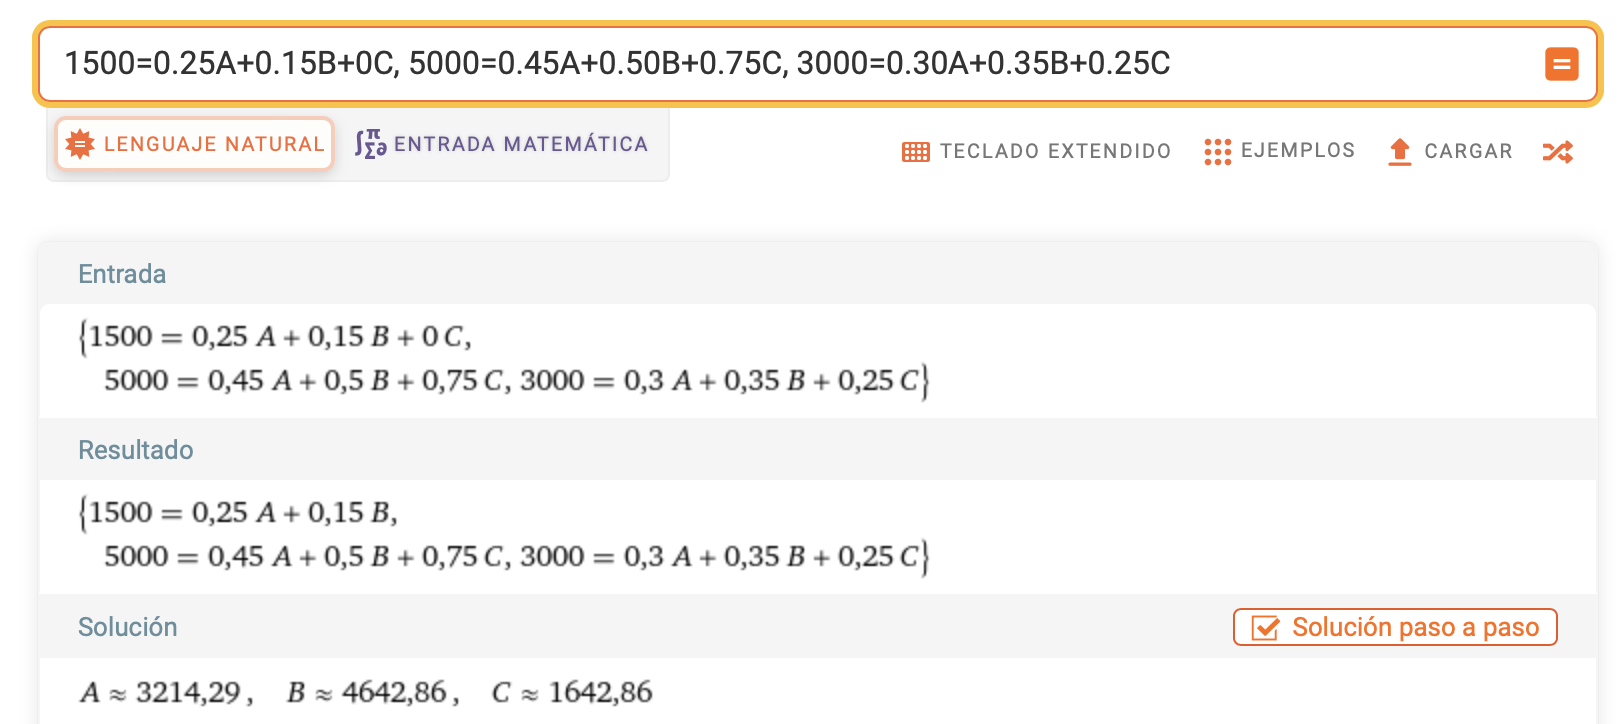 1500=0.25A+0.15B+0C, 5000=0.45A+0.50B+0.75C, 3000=0.30A+0.35B+0.25C
LENGUAJE NATURAL ∫π∑∂ ENTRADA MATEMÁTICA
TECLADO EXTENDIDO EJEMPLOS CARGAR
Entrada
{1500 = 0,25 A + 0,15 B + 0 C,
5000 = 0,45 A + 0,5 B + 0,75 C, 3000 = 0,3 A + 0,35 B + 0,25 C}
Resultado
{1500 = 0,25 A + 0,15 B,
5000 = 0,45 A + 0,5 B + 0,75 C, 3000 = 0,3 A + 0,35 B + 0,25 C}
Solución
Solución paso a paso
A ≈ 3214,29 , B ≈ 4642,86 , C ≈ 1642,86